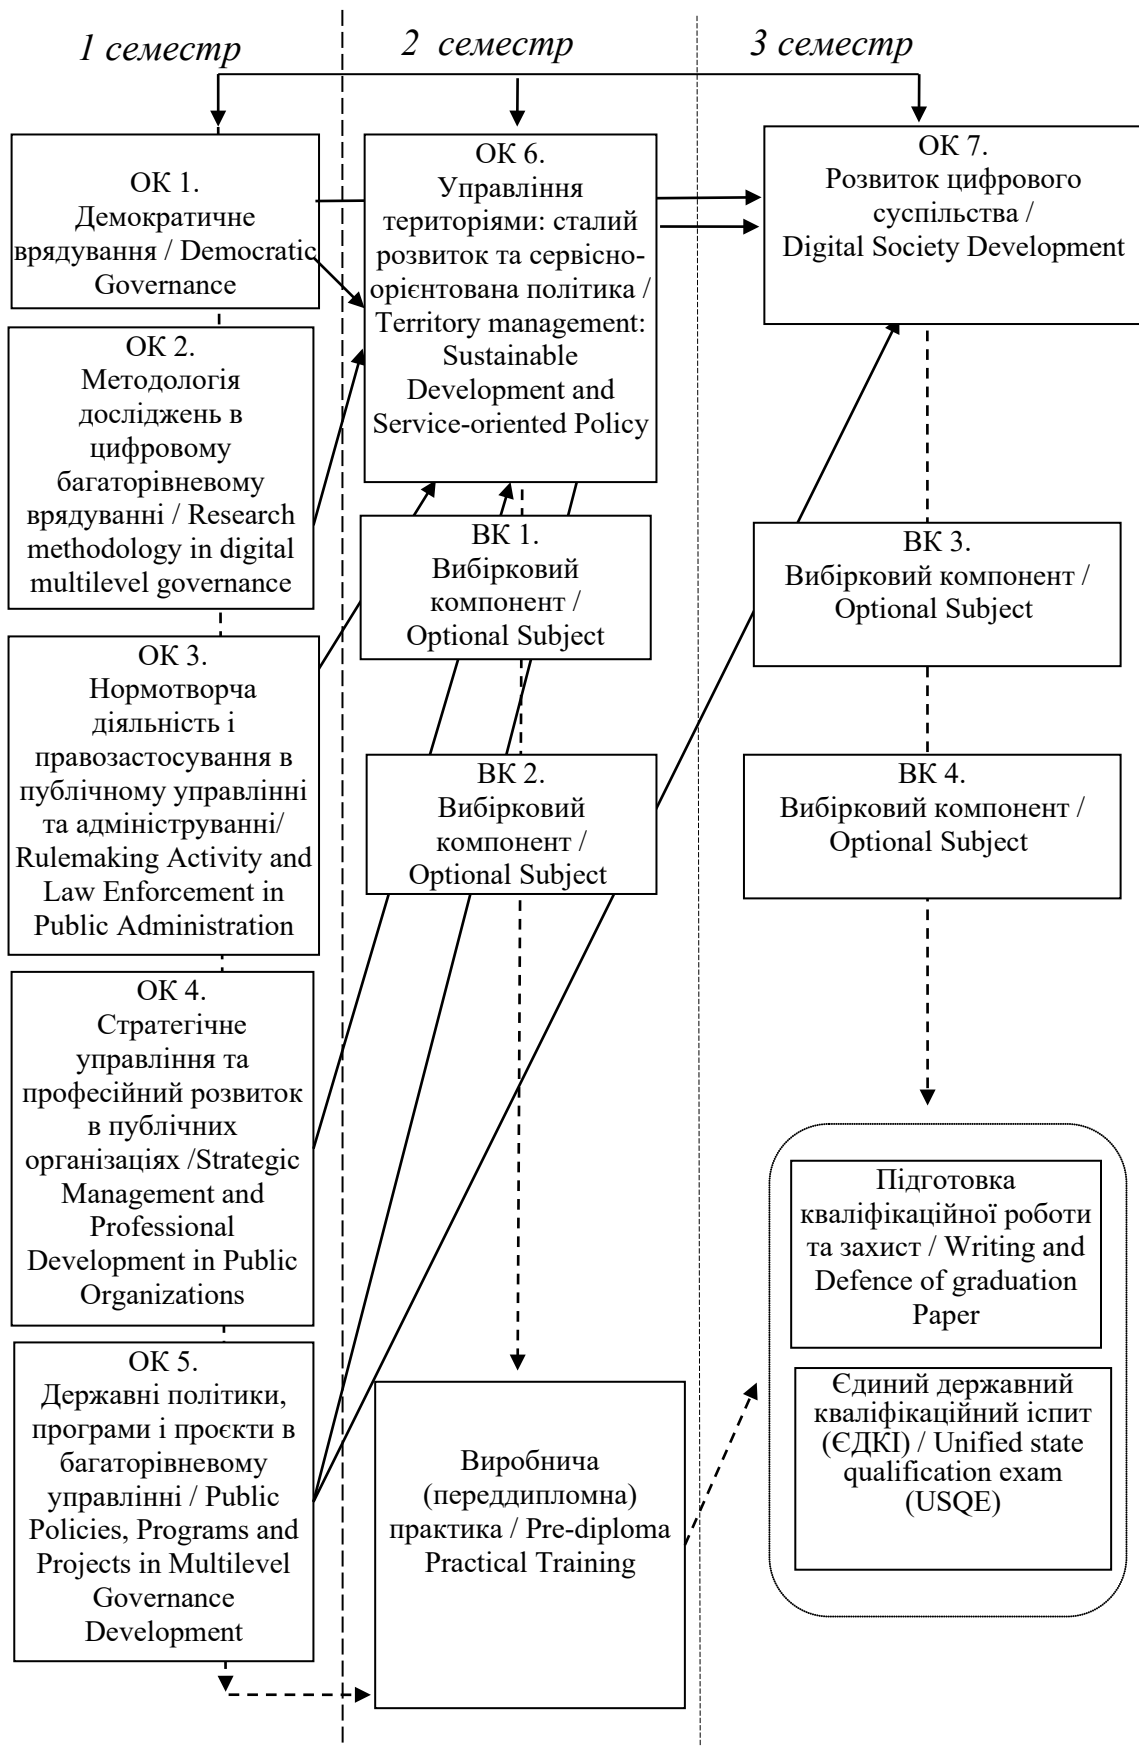 1 семестр
2 семестр
3 семестр
ОК 1.
Демократичне
врядування / Democratic
Governance
ОК 2.
Методологія
досліджень в
цифровому
багаторівневому
врядуванні / Research
methodology in digital
multilevel governance
ОК 3.
Нормотворча
діяльність і
правозастосування в
публічному управлінні
та адмініструванні/
Rulemaking Activity and
Law Enforcement in
Public Administration
ОК 4.
Стратегічне
управління та
професійний розвиток
в публічних
організаціях /Strategic
Management and
Professional
Development in Public
Organizations
ОК 5.
Державні політики,
програми і проєкти в
багаторівневому
управлінні / Public
Policies, Programs and
Projects in Multilevel
Governance
Development
ОК 6.
Управління
територіями: сталий
розвиток та сервісно-
орієнтована політика /
Territory management:
Sustainable
Development and
Service-oriented Policy
ВК 1.
Вибірковий
компонент /
Optional Subject
ВК 2.
Вибірковий
компонент /
Optional Subject
Виробнича
(переддипломна)
практика / Pre-diploma
Practical Training
ОК 7.
Розвиток цифрового
суспільства /
Digital Society Development
ВК 3.
Вибірковий компонент /
Optional Subject
ВК 4.
Вибірковий компонент /
Optional Subject
Підготовка
кваліфікаційної роботи
та захист / Writing and
Defence of graduation
Paper
Єдиний державний
кваліфікаційний іспит
(ЄДКІ) / Unified state
qualification exam
(USQE)